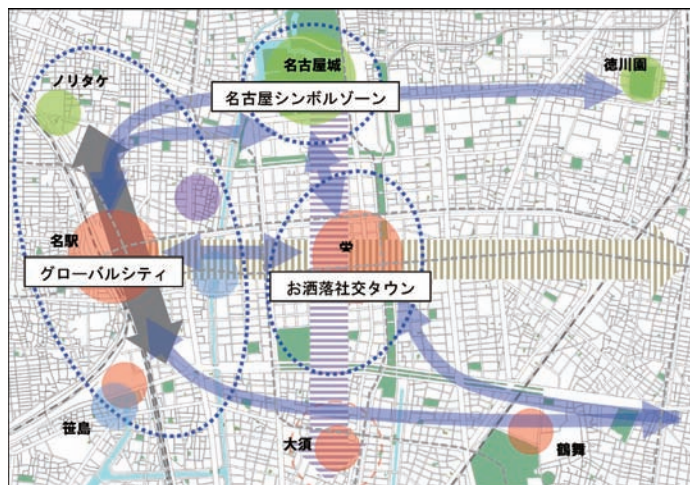 ノリタケ
名古屋城
徳川園
名古屋シンボルゾーン
名駅
グローバルシティ
栄
お洒落社交タウン
笹島
大須
鶴舞